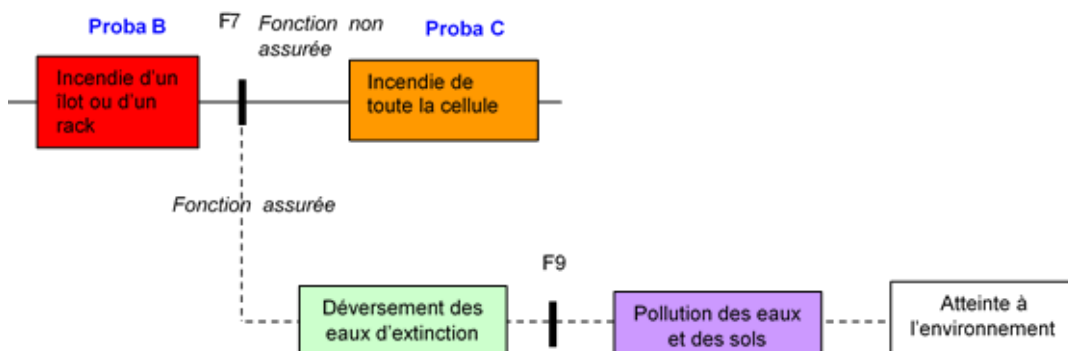 Proba B
F7
Fonction non
assurée
Proba C
Incendie d'un
îlot ou d'un
rack
Incendie de
toute la cellule
Fonction assurée
F9
Déversement des
eaux d'extinction
Pollution des eaux
et des sols
Atteinte à
l'environnement